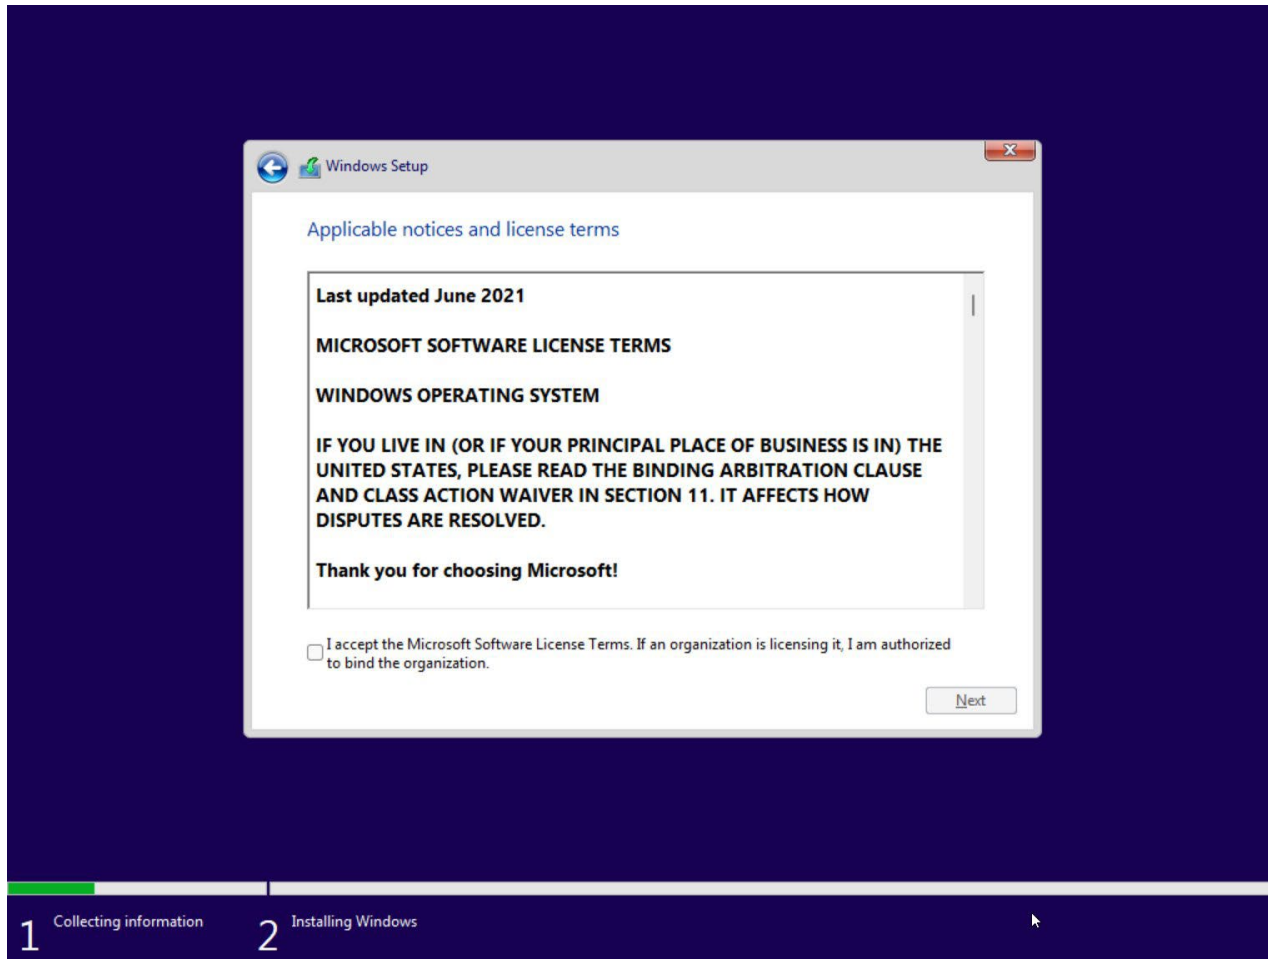 Windows Setup
Applicable notices and license terms
Last updated June 2021
MICROSOFT SOFTWARE LICENSE TERMS
WINDOWS OPERATING SYSTEM
IF YOU LIVE IN (OR IF YOUR PRINCIPAL PLACE OF BUSINESS IS IN) THE
UNITED STATES, PLEASE READ THE BINDING ARBITRATION CLAUSE
AND CLASS ACTION WAIVER IN SECTION 11. IT AFFECTS HOW
DISPUTES ARE RESOLVED.
Thank you for choosing Microsoft!
I accept the Microsoft Software License Terms. If an organization is licensing it, I am authorized
to bind the organization.
Next
1 Collecting information
2 Installing Windows